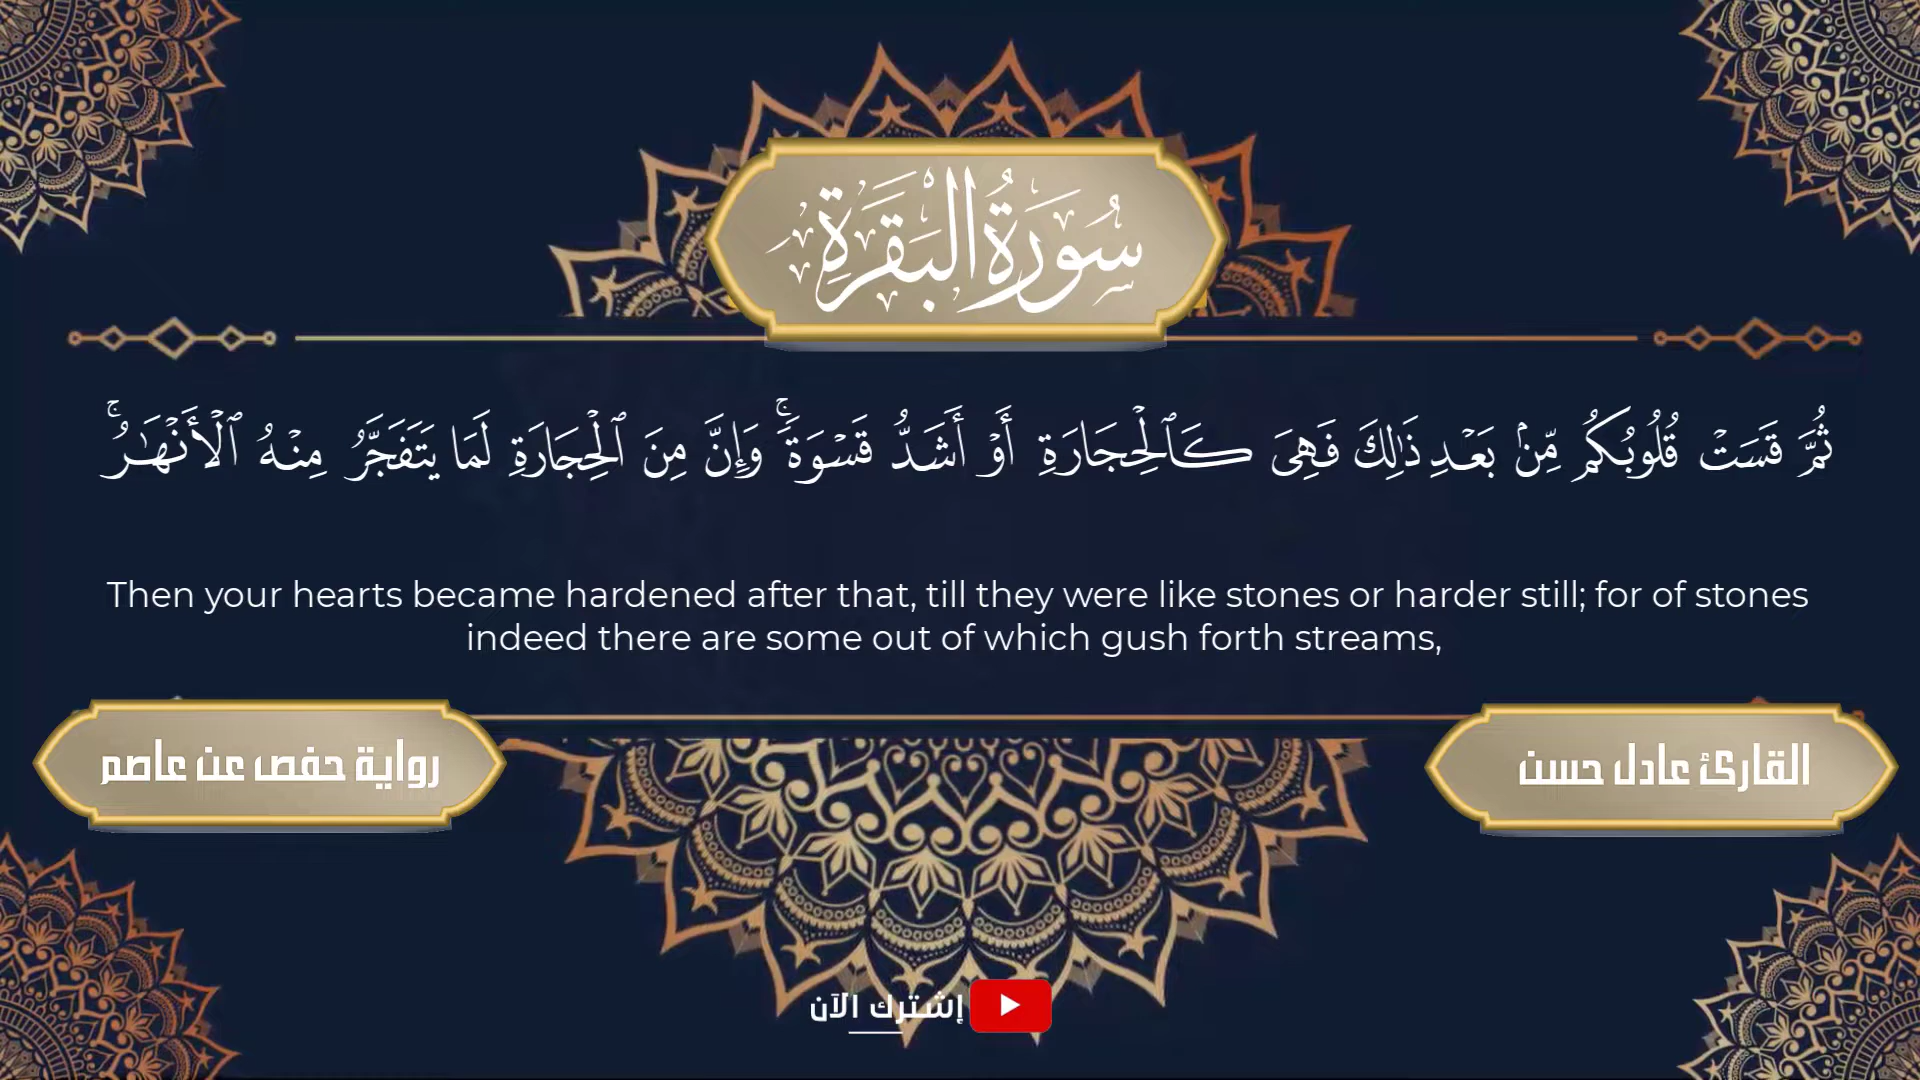 سُورَةُ البَقَرَةِ
ثُمَّ قَسَتْ قُلُوبُكُم مِّنۢ بَعْدِ ذَٰلِكَ فَهِىَ كَٱلْحِجَارَةِ أَوْ أَشَدُّ قَسْوَةً ۚ وَإِنَّ مِنَ ٱلْحِجَارَةِ لَمَا يَتَفَجَّرُ مِنْهُ ٱلْأَنْهَـٰرُ ۚ
Then your hearts became hardened after that, till they were like stones or harder still; for of stones
indeed there are some out of which gush forth streams,
القارئ عادل حسن
رواية حفص عن عاصم
إشترك الآن